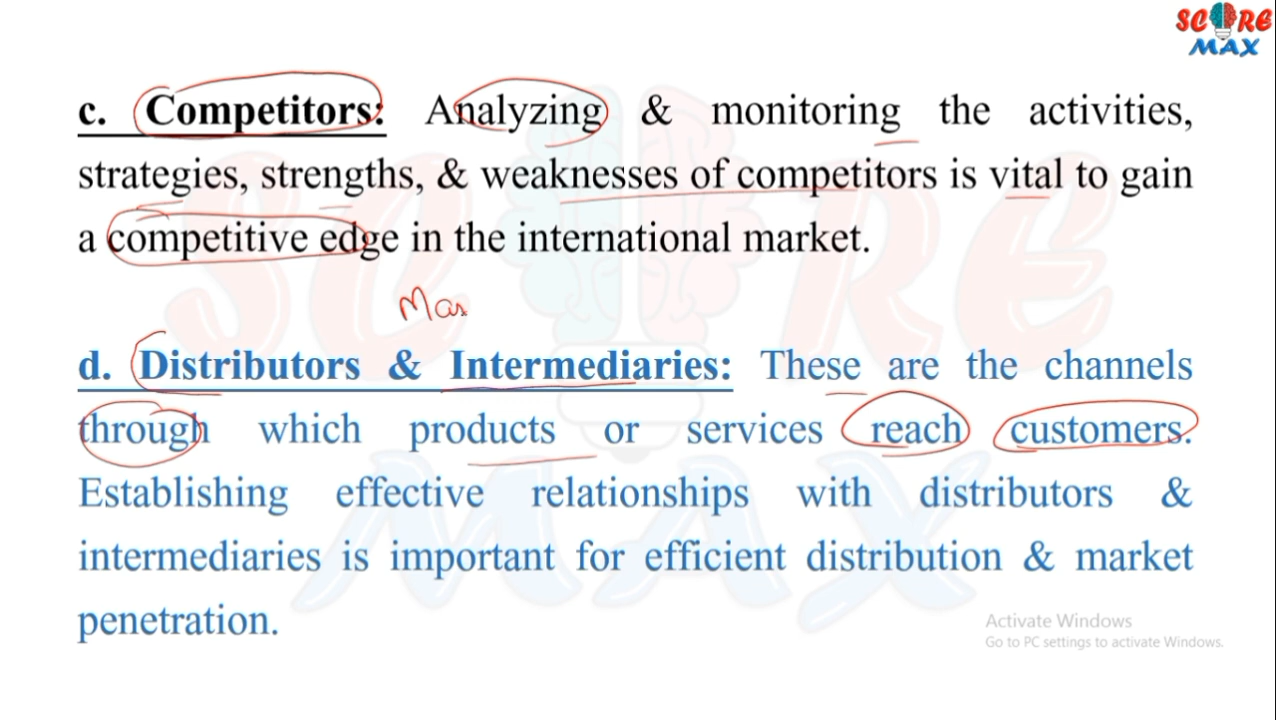 SCORE
MAX
c. Competitors: Analyzing & monitoring the activities,
strategies, strengths, & weaknesses of competitors is vital to gain
a competitive edge in the international market.
d. Distributors & Intermediaries: These are the channels
through which products or services reach customers.
Establishing effective relationships with distributors &
intermediaries is important for efficient distribution & market
penetration.
Activate Windows
Go to PC settings to activate Windows.